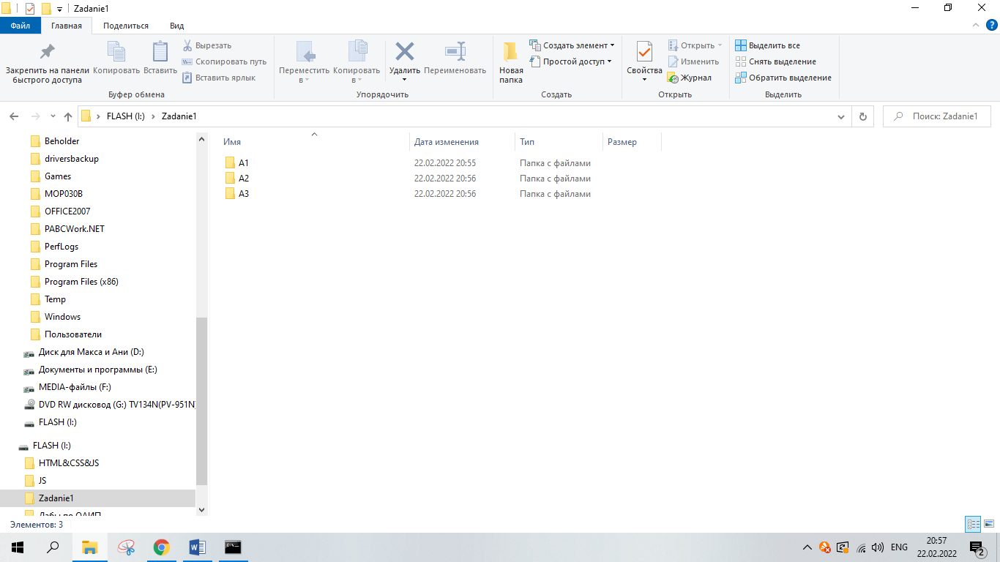 Zadanie1
Файл Главная Поделиться Вид
Закрепить на панели быстрого доступа
Копировать
Вставить
Вырезать
Скопировать путь
Вставить ярлык
Буфер обмена
Переместить в
Копировать в
Удалить
Переименовать
Упорядочить
Новая папка
Создать элемент
Простой доступ
Создать
Свойства
Открыть
Изменить
Журнал
Открыть
Выделить все
Снять выделение
Обратить выделение
Выделить
FLASH (I:) Zadanie1
Поиск: Zadanie1
Beholder
driversbackup
Games
MOP030B
OFFICE2007
PABCWork.NET
PerfLogs
Program Files
Program Files (x86)
Temp
Windows
Пользователи
Диск для Макса и Ани (D:)
Документы и программы (E:)
MEDIA-файлы (F:)
DVD RW дисковод (G:) TV134N(PV-951N)
FLASH (I:)
FLASH (I:)
HTML&CSS&JS
JS
Zadanie1
Лабы по ОАИП
Имя Дата изменения Тип Размер
A1 22.02.2022 20:55 Папка с файлами
A2 22.02.2022 20:56 Папка с файлами
A3 22.02.2022 20:56 Папка с файлами
Элементов: 3
ENG
20:57
22.02.2022
2